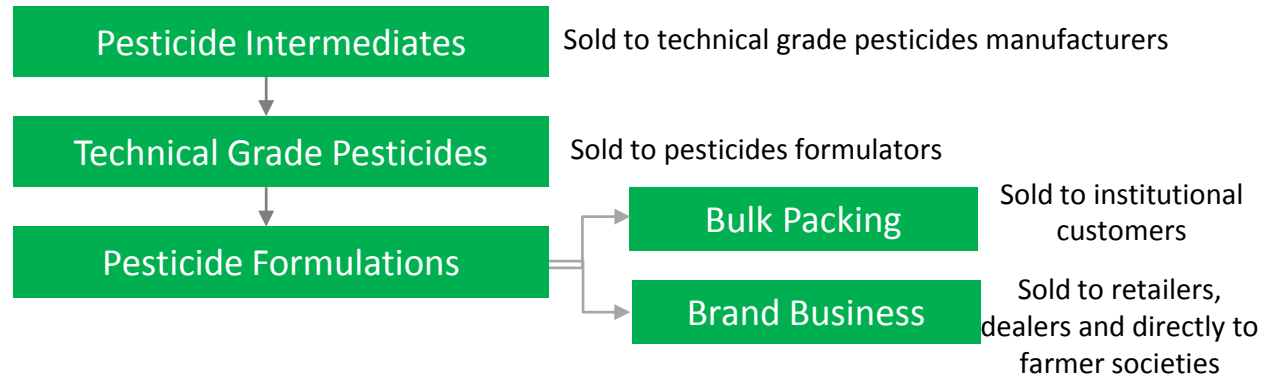 Pesticide Intermediates
Sold to technical grade pesticides manufacturers
Technical Grade Pesticides
Sold to pesticides formulators
Pesticide Formulations
Bulk Packing
Sold to institutional
customers
Brand Business
Sold to retailers,
dealers and directly to
farmer societies